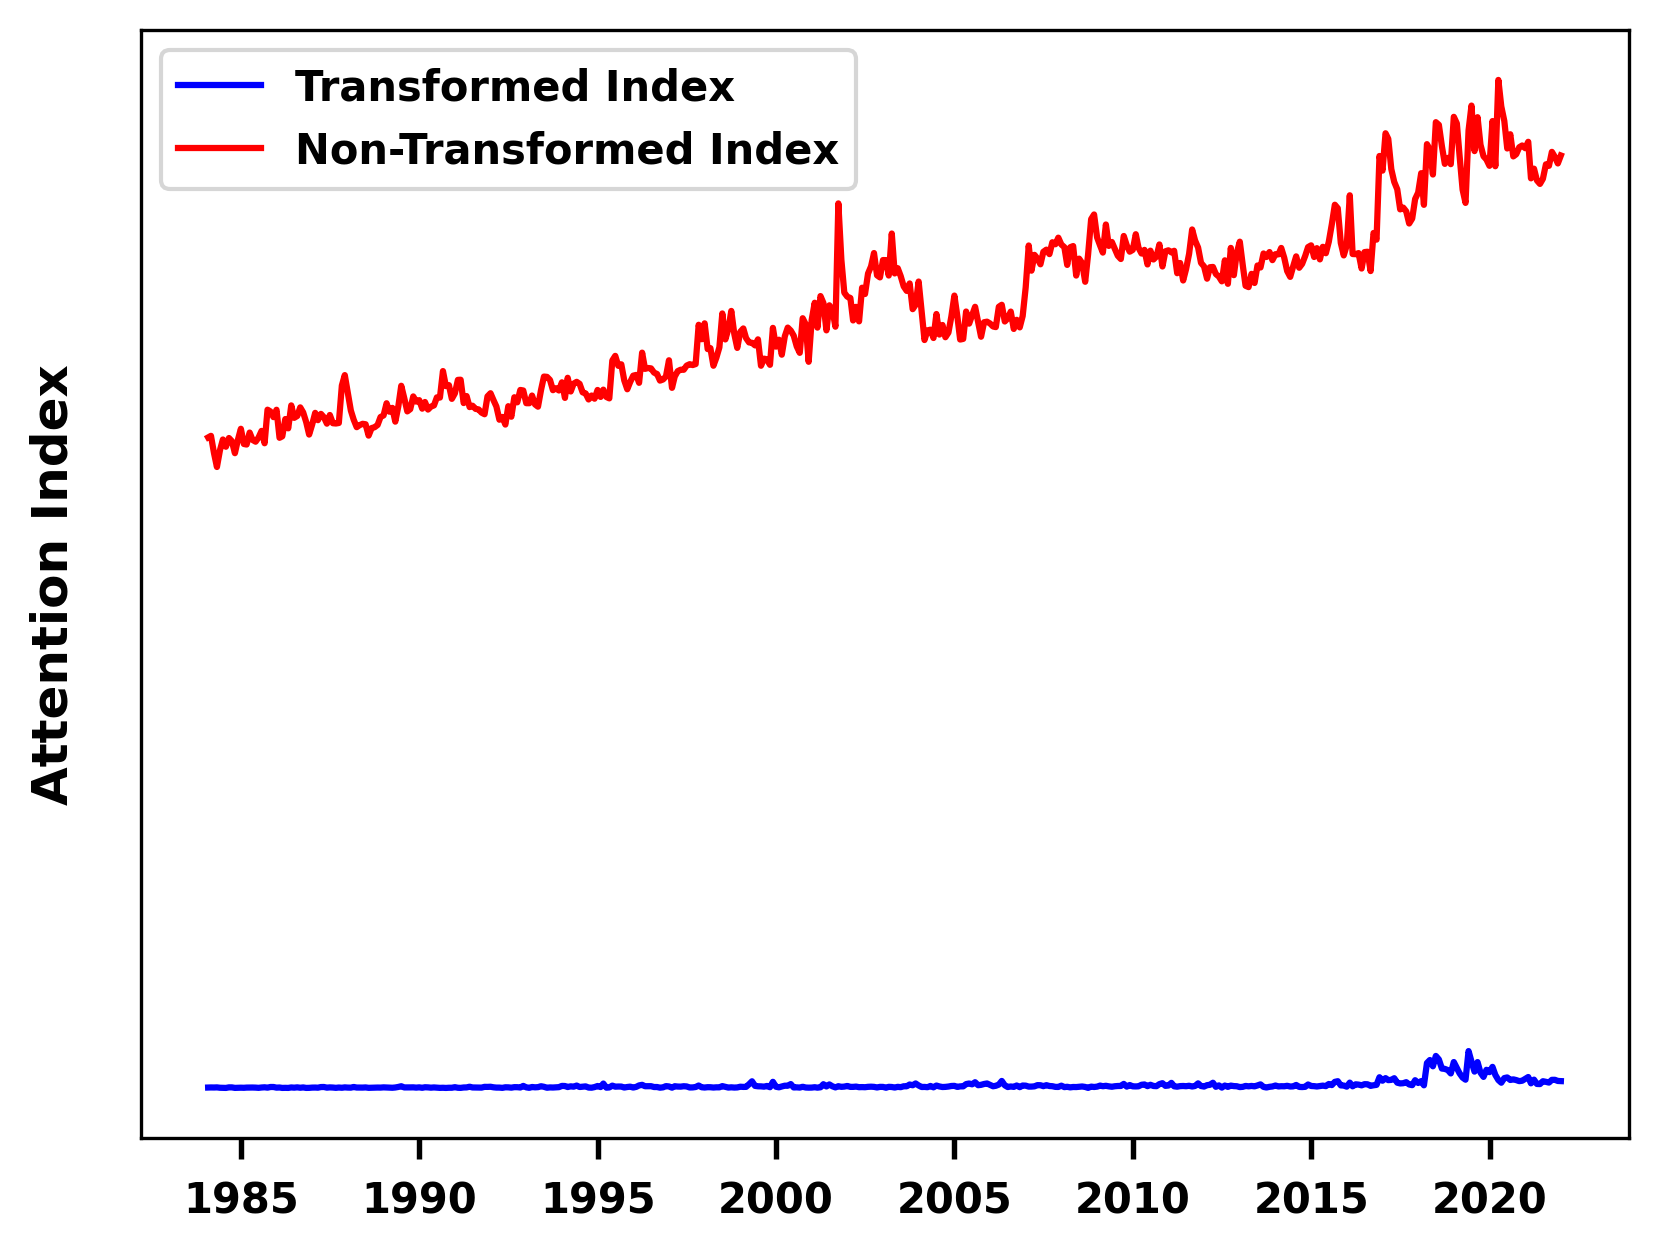 Transformed Index
Non-Transformed Index
Attention Index
1985 1990 1995 2000 2005 2010 2015 2020